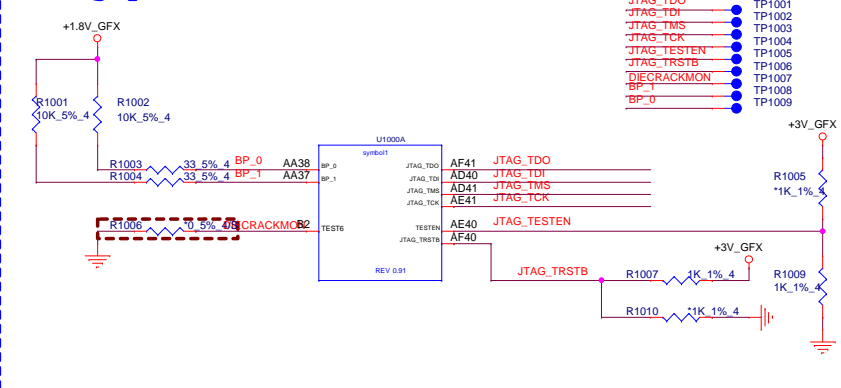 JTAG_TDO
TP1001
JTAG_TDI
TP1002
JTAG_TMS
TP1003
JTAG_TCK
TP1004
JTAG_TESTEN
TP1005
JTAG_TRSTB
TP1006
DIECRACKMON
TP1007
BP_1
TP1008
BP_0
TP1009
+1.8V_GFX
R1001
10K_5%_4
R1002
10K_5%_4
R1003
33_5%_4
BP_0
AA38
R1004
33_5%_4
BP_1
AA37
R1006
*0_5%_4/S
DIECRACKMON
B2
U1000A
symbol1
BP_0
BP_1
TEST6
JTAG_TDO
JTAG_TDI
JTAG_TMS
JTAG_TCK
TESTEN
JTAG_TRSTB
REV 0.91
AF41
JTAG_TDO
AD40
JTAG_TDI
AD41
JTAG_TMS
AE41
JTAG_TCK
AE40
JTAG_TESTEN
AF40
JTAG_TRSTB
+3V_GFX
R1005
*1K_1%_4
+3V_GFX
R1007
1K_1%_4
R1009
1K_1%_4
R1010
*1K_1%_4